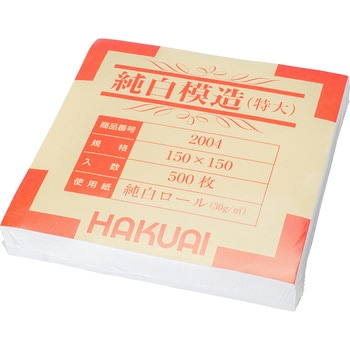 純白模造(特大)
商品番号 2004
規格 150×150
入数 500枚
使用紙 純白ロール(30g/㎡)
HAKUAI